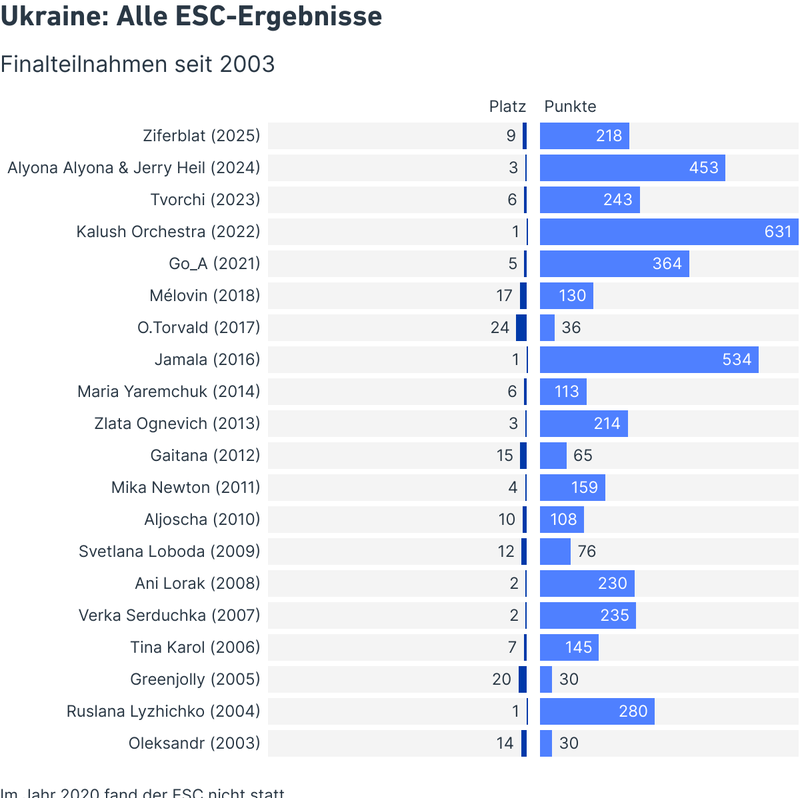 Ukraine: Alle ESC-Ergebnisse
Finalteilnahmen seit 2003
Platz Punkte
Ziferblat (2025) 9 218
Alyona Alyona & Jerry Heil (2024) 3 453
Tvorchi (2023) 6 243
Kalush Orchestra (2022) 1 631
Go_A (2021) 5 364
Mélovin (2018) 17 130
O.Torvald (2017) 24 36
Jamala (2016) 1 534
Maria Yaremchuk (2014) 6 113
Zlata Ognevich (2013) 3 214
Gaitana (2012) 15 65
Mika Newton (2011) 4 159
Aljoscha (2010) 10 108
Svetlana Loboda (2009) 12 76
Ani Lorak (2008) 2 230
Verka Serduchka (2007) 2 235
Tina Karol (2006) 7 145
Greenjolly (2005) 20 30
Ruslana Lyzhichko (2004) 1 280
Oleksandr (2003) 14 30
Im Jahr 2020 fand der ESC nicht statt